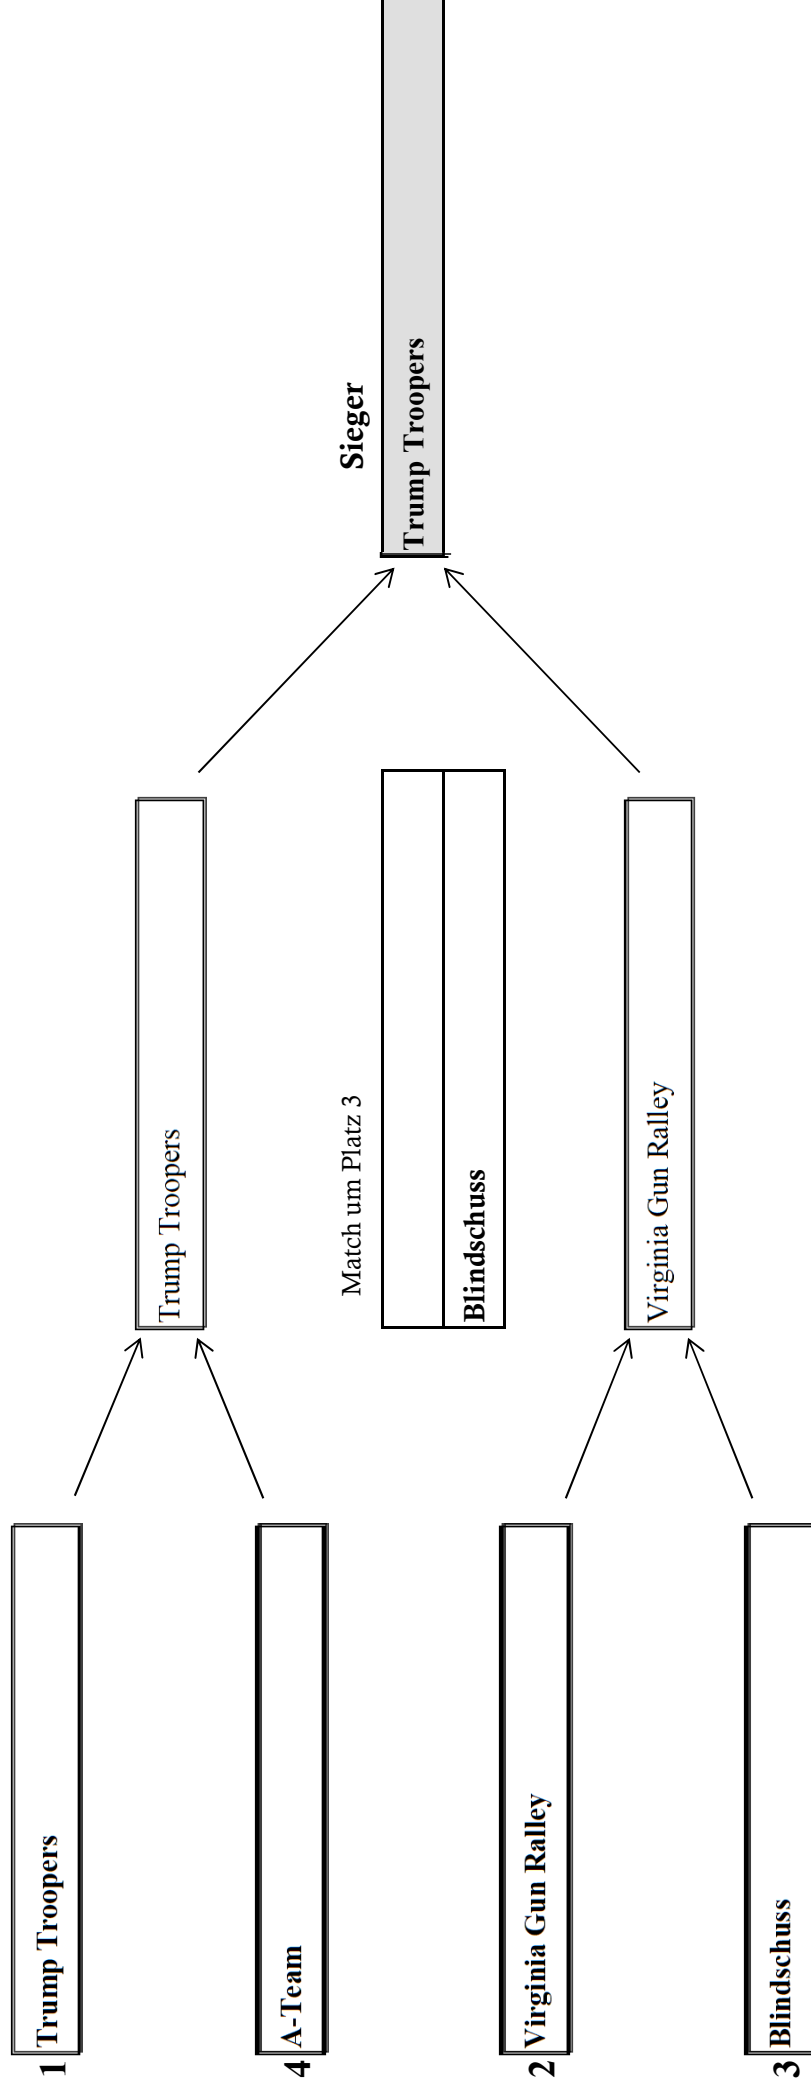 1 Trump Troopers
4 A-Team
2 Virginia Gun Ralley
3 Blindschuss
Trump Troopers
Match um Platz 3
Blindschuss
Virginia Gun Ralley
Sieger
Trump Troopers